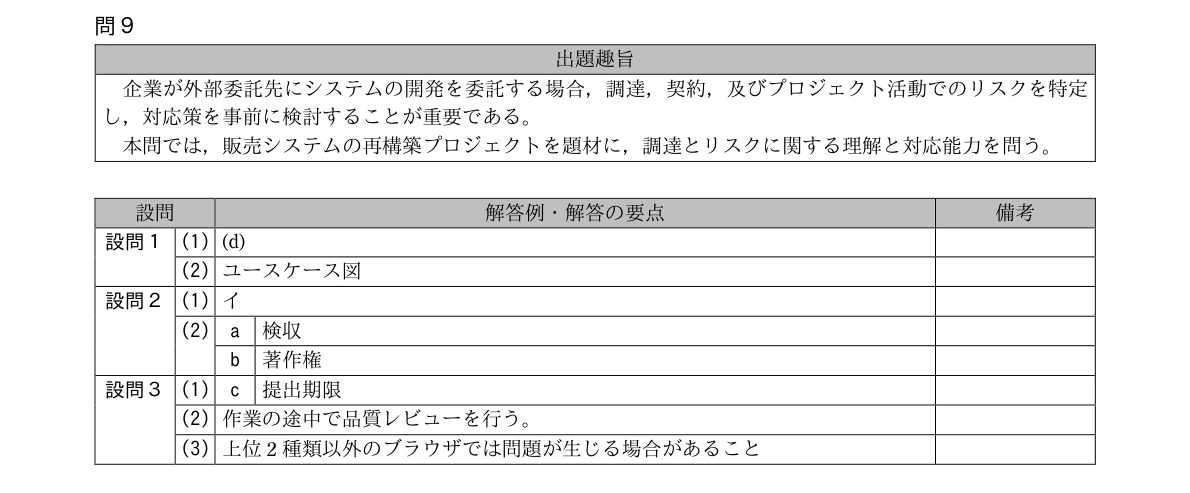 問9
出題趣旨
企業が外部委託先にシステムの開発を委託する場合，調達，契約，及びプロジェクト活動でのリスクを特定
し，対応策を事前に検討することが重要である。
本問では，販売システムの再構築プロジェクトを題材に，調達とリスクに関する理解と対応能力を問う。
設問 解答例・解答の要点 備考
設問1 (1) (d)
(2) ユースケース図
設問2 (1) イ
(2) a 検収
b 著作権
設問3 (1) c 提出期限
(2) 作業の途中で品質レビューを行う。
(3) 上位2種類以外のブラウザでは問題が生じる場合があること